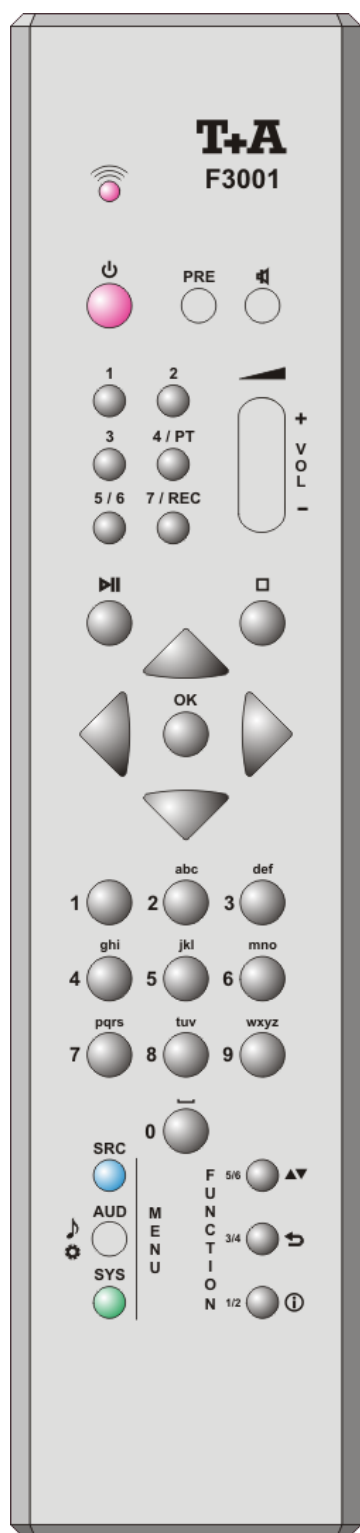 T+A
F3001
PRE
1 2
3 4 / PT
5 / 6 7 / REC
+
VOL
-
OK
1 abc 2 def 3
ghi 4 jkl 5 mno 6
pqrs 7 tuv 8 wxyz 9
0
SRC
AUD
SYS
MENU
FUNCTION
5/6
3/4
1/2